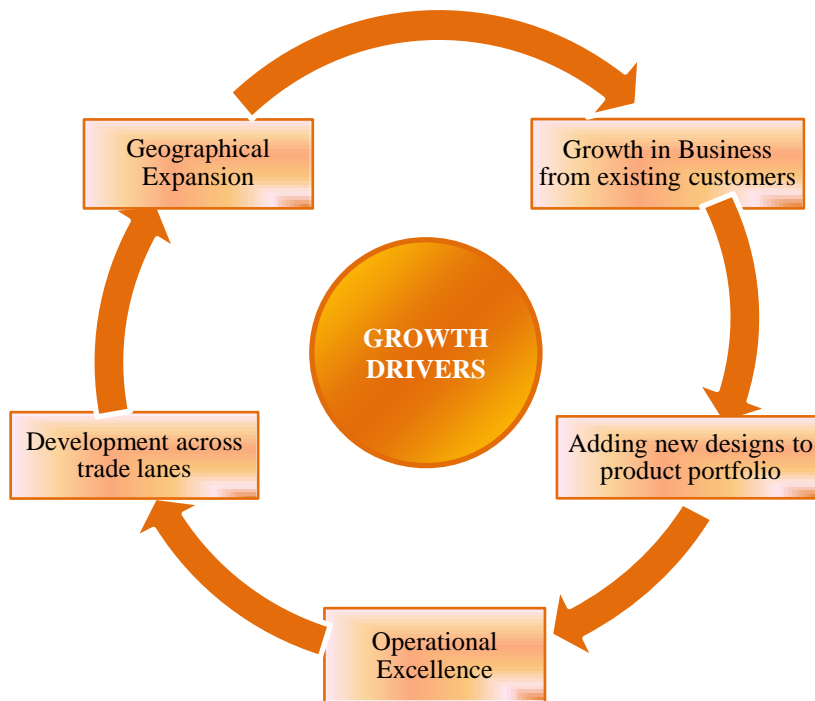 Geographical
Expansion
Growth in Business
from existing customers
GROWTH
DRIVERS
Development across
trade lanes
Adding new designs to
product portfolio
Operational
Excellence